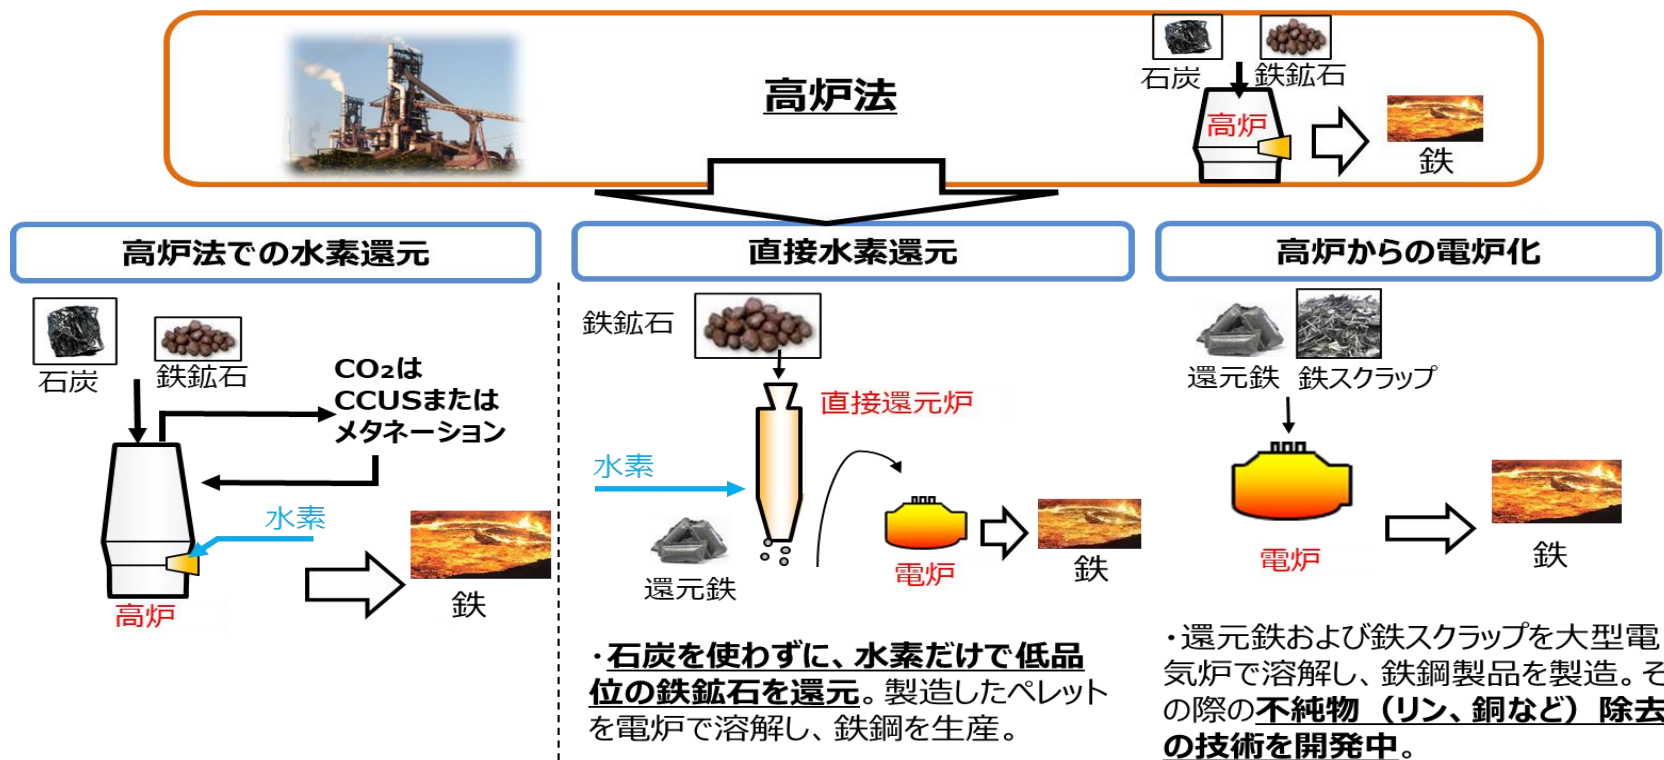 高炉法
石炭
鉄鉱石
高炉
鉄
高炉法での水素還元
石炭
鉄鉱石
CO₂は
CCUSまたは
メタネーション
水素
高炉
鉄
直接水素還元
鉄鉱石
直接還元炉
水素
還元鉄
電炉
鉄
・石炭を使わずに、水素だけで低品
位の鉄鉱石を還元。製造したペレット
を電炉で溶解し、鉄鋼を生産。
高炉からの電炉化
還元鉄
鉄スクラップ
電炉
鉄
・還元鉄および鉄スクラップを大型電
気炉で溶解し、鉄鋼製品を製造。そ
の際の不純物（リン、銅など）除去
の技術を開発中。